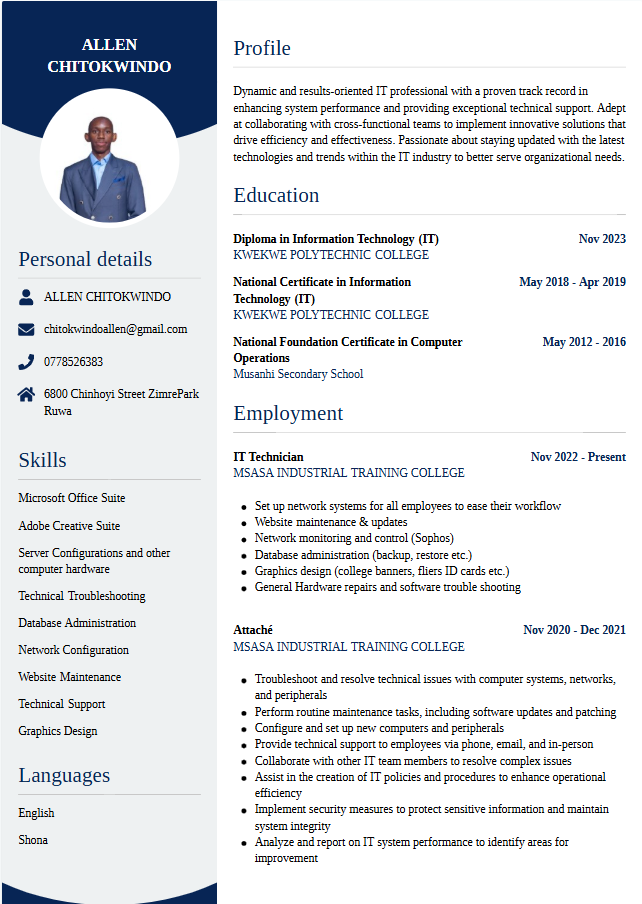 ALLEN
CHITOKWINDO
Personal details
ALLEN CHITOKWINDO
chitokwindoallen@gmail.com
0778526383
6800 Chinhoyi Street ZimrePark
Ruwa
Skills
Microsoft Office Suite
Adobe Creative Suite
Server Configurations and other
computer hardware
Technical Troubleshooting
Database Administration
Network Configuration
Website Maintenance
Technical Support
Graphics Design
Languages
English
Shona
Profile
Dynamic and results-oriented IT professional with a proven track record in
enhancing system performance and providing exceptional technical support. Adept
at collaborating with cross-functional teams to implement innovative solutions that
drive efficiency and effectiveness. Passionate about staying updated with the latest
technologies and trends within the IT industry to better serve organizational needs.
Education
Diploma in Information Technology (IT) Nov 2023
KWEKWE POLYTECHNIC COLLEGE
National Certificate in Information May 2018 - Apr 2019
Technology (IT)
KWEKWE POLYTECHNIC COLLEGE
National Foundation Certificate in Computer May 2012 - 2016
Operations
Musanhi Secondary School
Employment
IT Technician Nov 2022 - Present
MSASA INDUSTRIAL TRAINING COLLEGE
• Set up network systems for all employees to ease their workflow
• Website maintenance & updates
• Network monitoring and control (Sophos)
• Database administration (backup, restore etc.)
• Graphics design (college banners, fliers ID cards etc.)
• General Hardware repairs and software trouble shooting
Attaché Nov 2020 - Dec 2021
MSASA INDUSTRIAL TRAINING COLLEGE
• Troubleshoot and resolve technical issues with computer systems, networks,
and peripherals
• Perform routine maintenance tasks, including software updates and patching
• Configure and set up new computers and peripherals
• Provide technical support to employees via phone, email, and in-person
• Collaborate with other IT team members to resolve complex issues
• Assist in the creation of IT policies and procedures to enhance operational
efficiency
• Implement security measures to protect sensitive information and maintain
system integrity
• Analyze and report on IT system performance to identify areas for
improvement